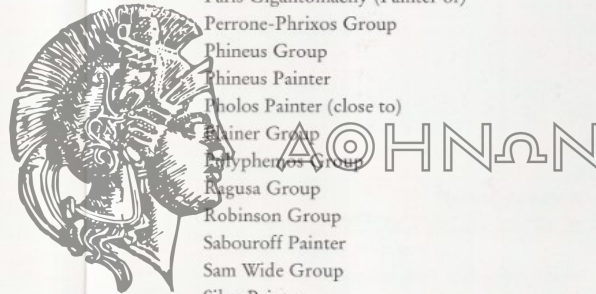 Perrone-Phrixos Group
Phineus Group
Phineus Painter
Pholos Painter (close to)
Plainer Group
Polyphemos Group
ΑΘΗΝΩΝ
Ragusa Group
Robinson Group
Sabouroff Painter
Sam Wide Group